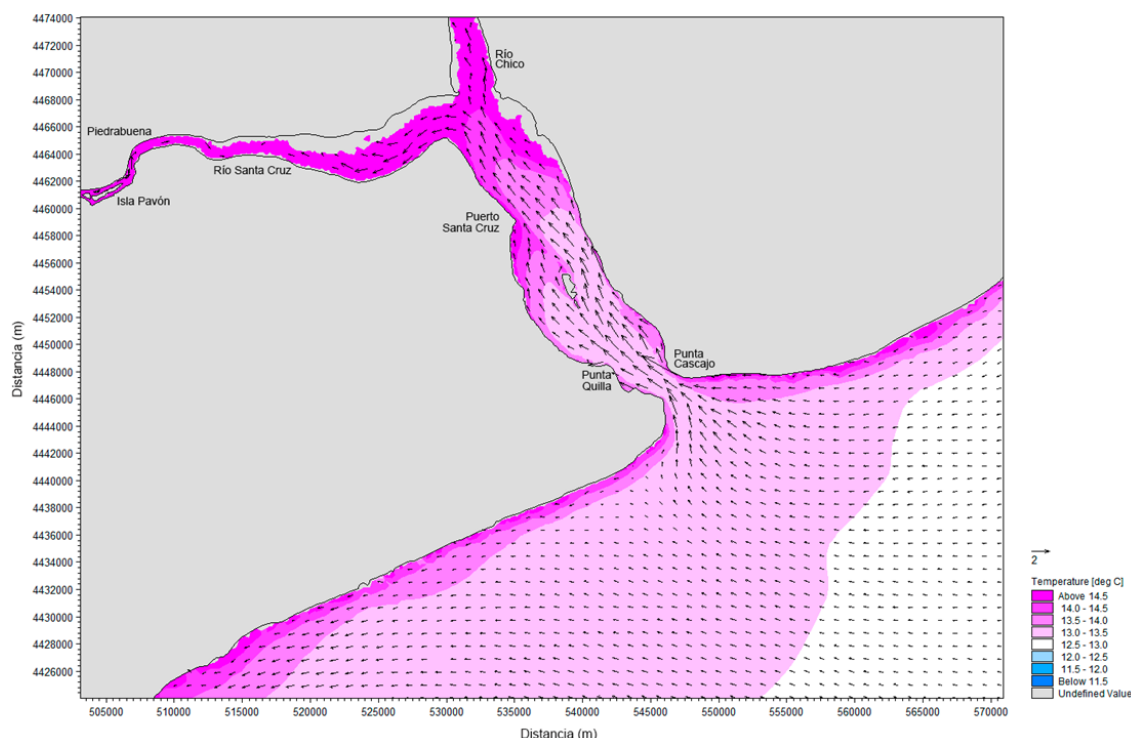 4474000
4472000
4470000
4468000
4466000
4464000
4462000
4460000
4458000
4456000
4454000
4452000
4450000
4448000
4446000
4444000
4442000
4440000
4438000
4436000
4434000
4432000
4430000
4428000
4426000
Distancia (m)
Río
Chico
Piedrabuena
Río Santa Cruz
Isla Pavón
Puerto
Santa Cruz
Punta
Cascajo
Punta
Quilla
505000 510000 515000 520000 525000 530000 535000 540000 545000 550000 555000 560000 565000 570000
Distancia (m)
2
Temperature [deg C]
Above 14.5
14.0 - 14.5
13.5 - 14.0
13.0 - 13.5
12.5 - 13.0
12.0 - 12.5
11.5 - 12.0
Below 11.5
Undefined Value